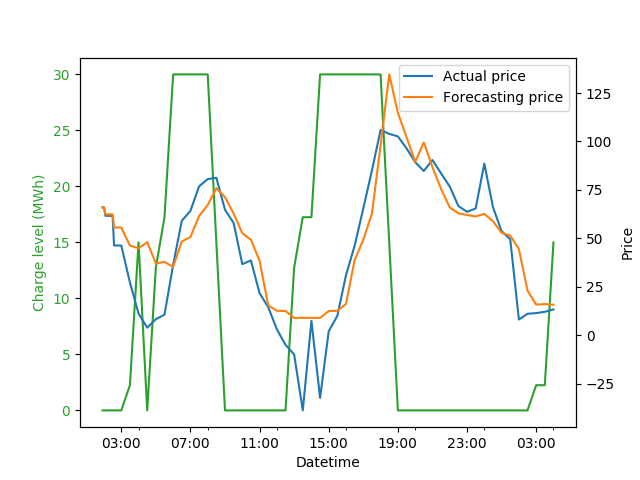 Actual price
Forecasting price
Charge level (MWh)
30
25
20
15
10
5
0
125
100
75
50
25
0
−25
Price
03:00 07:00 11:00 15:00 19:00 23:00 03:00
Datetime